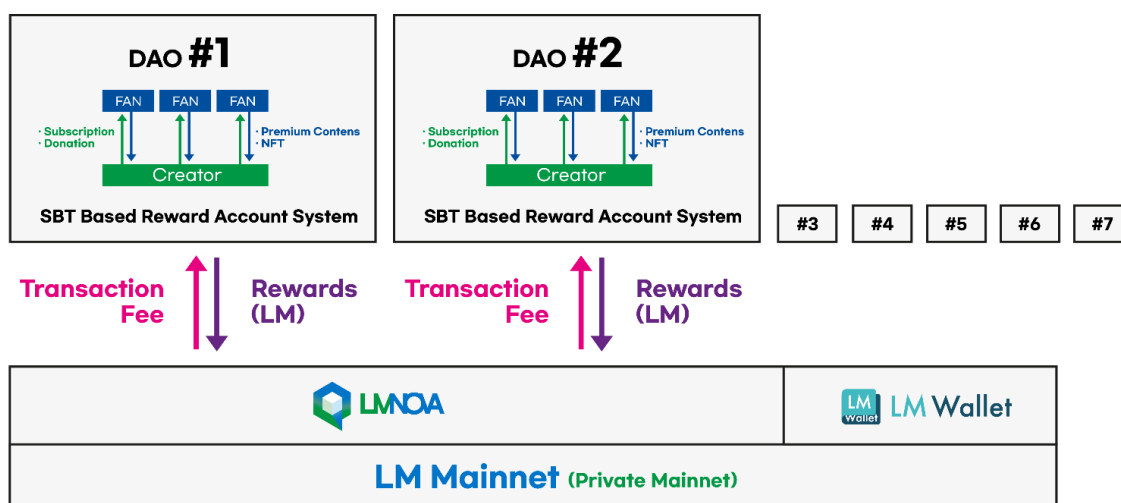 DAO #1
FAN FAN FAN
· Subscription
· Donation
· Premium Contens
· NFT
Creator
SBT Based Reward Account System
DAO #2
FAN FAN FAN
· Subscription
· Donation
· Premium Contens
· NFT
Creator
SBT Based Reward Account System
#3 #4 #5 #6 #7
Transaction
Fee
Rewards
(LM)
Transaction
Fee
Rewards
(LM)
LMNOA
LM
Wallet
LM Wallet
LM Mainnet (Private Mainnet)